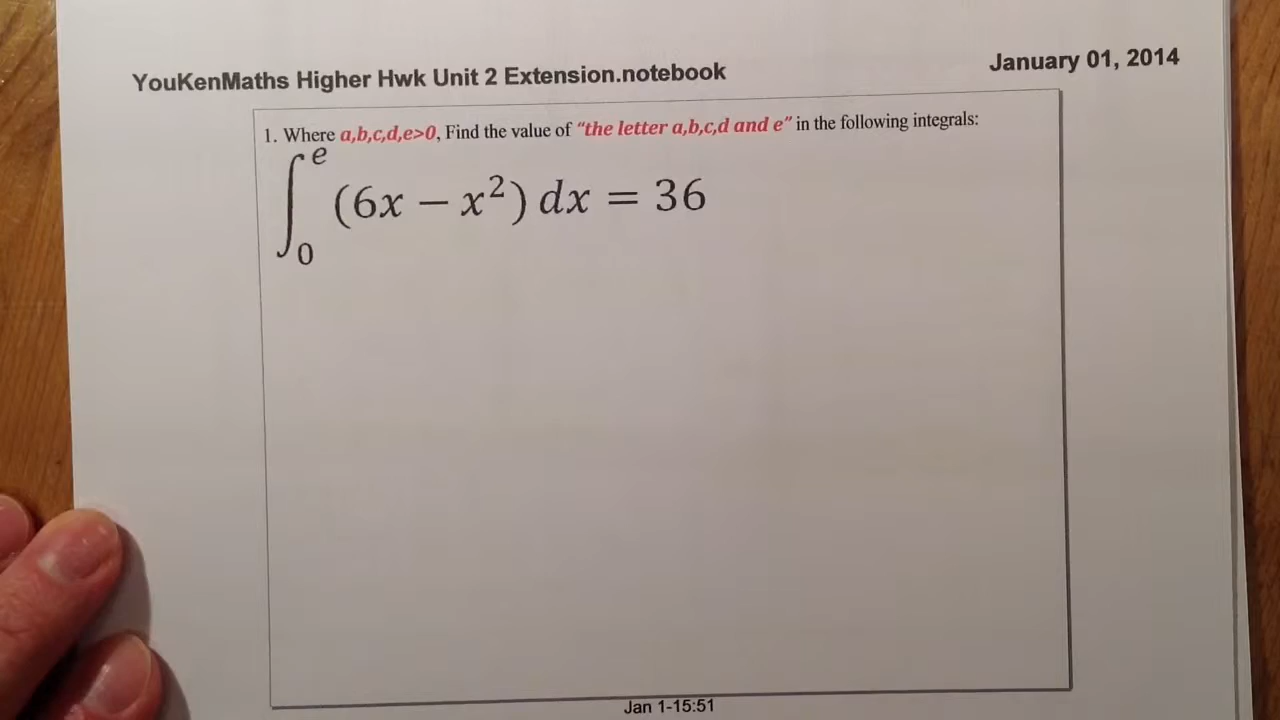 YouKenMaths Higher Hwk Unit 2 Extension.notebook
January 01, 2014
1. Where a,b,c,d,e>0, Find the value of "the letter a,b,c,d and e" in the following integrals:
∫₀ᵉ (6x − x²) dx = 36
Jan 1-15:51